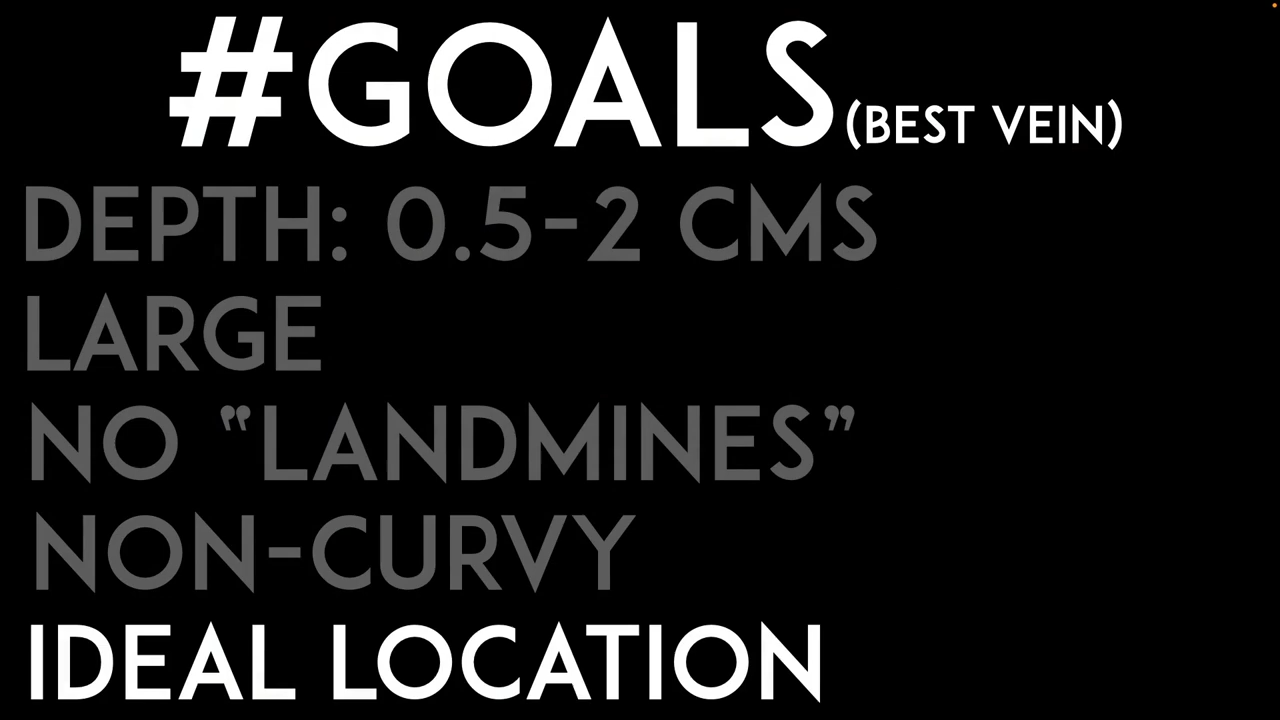 #GOALS (BEST VEIN)
DEPTH: 0.5-2 CMS
LARGE
NO “LANDMINES”
NON-CURVY
IDEAL LOCATION